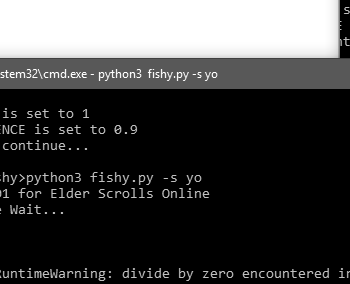 s
stem32\cmd.exe - python3 fishy.py -s yo
is set to 1
ENCE is set to 0.9
continue...
shy>python3 fishy.py -s yo
01 for Elder Scrolls Online
Wait...
RuntimeWarning: divide by zero encountered in